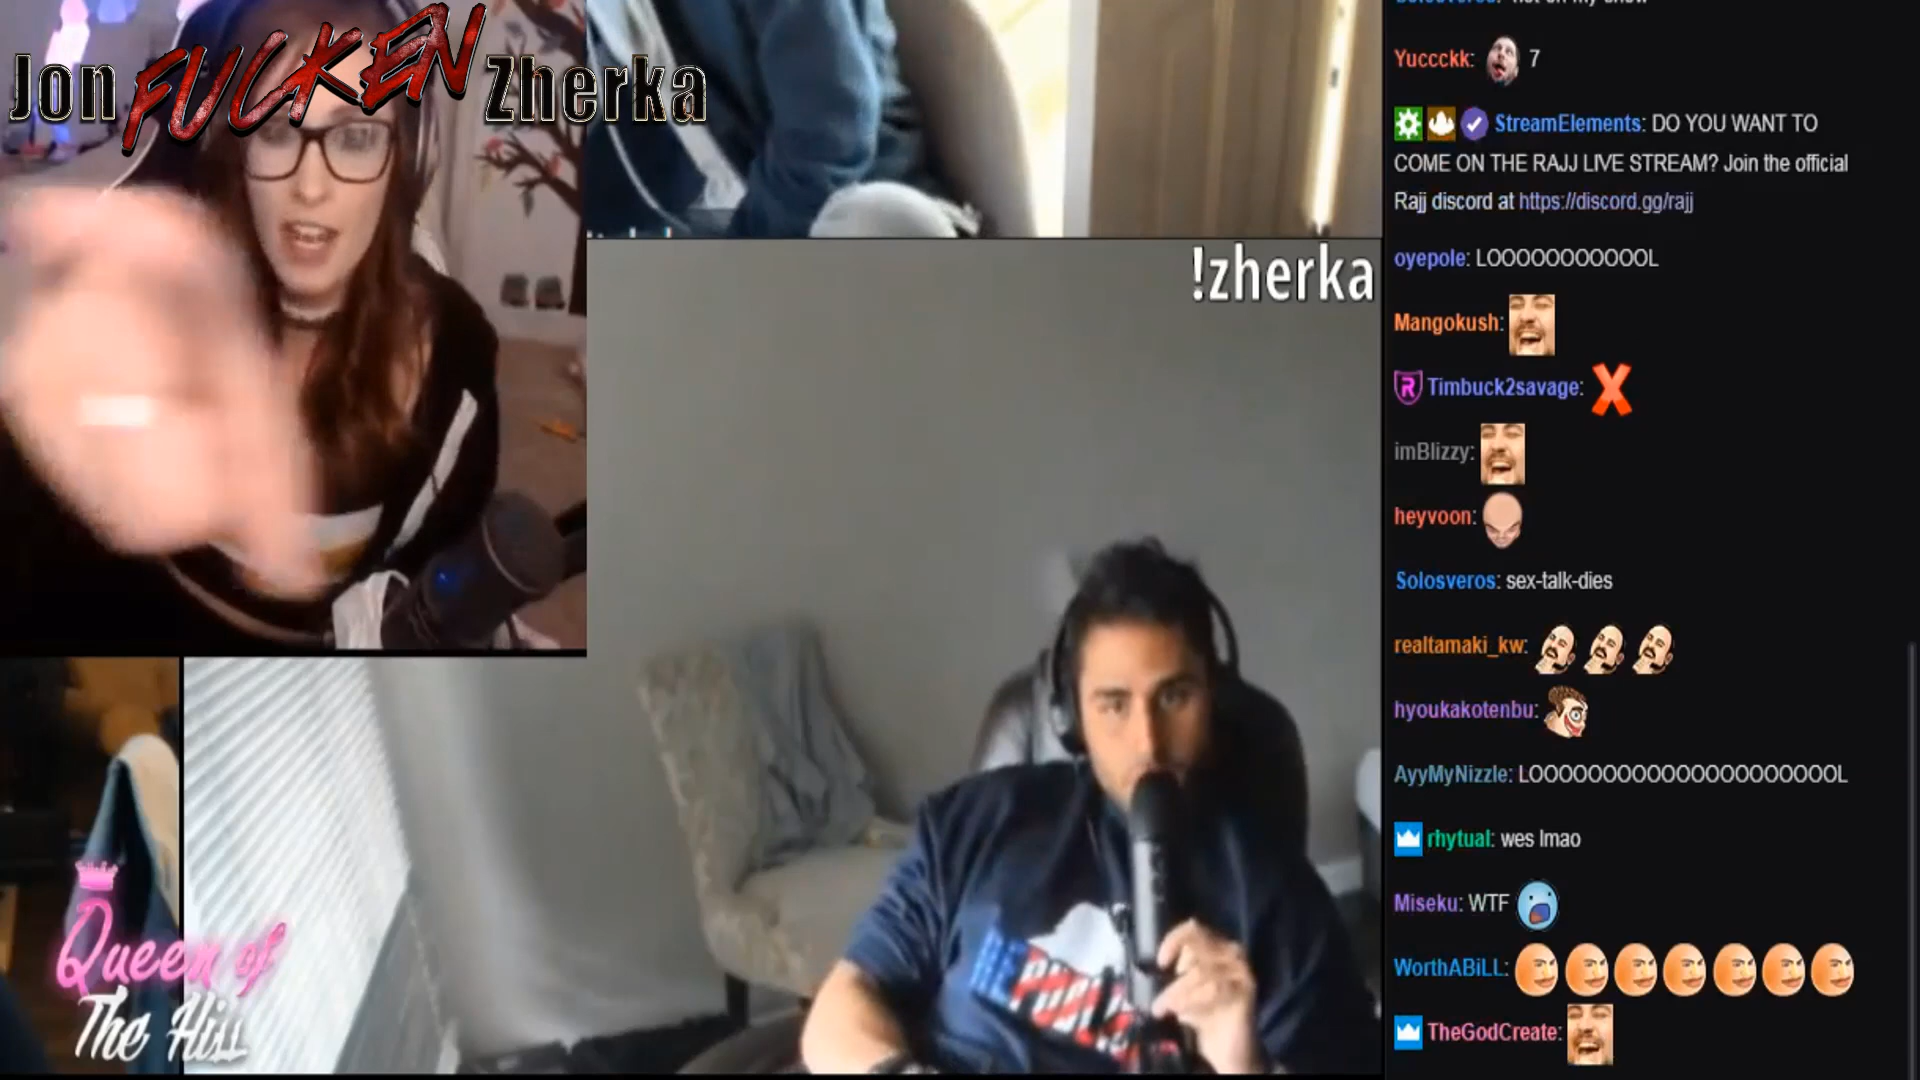 Jon FUCKEN Zherka
!zherka
Queen of
The Hill
Yuccckk: 7
StreamElements: DO YOU WANT TO
COME ON THE RAJJ LIVE STREAM? Join the official
Rajj discord at https://discord.gg/rajj
oyepole: LOOOOOOOOOOOL
Mangokush:
Timbuck2savage:
imBlizzy:
heyvoon:
Solosveros: sex-talk-dies
realtamaki_kw:
hyoukakotenbu:
AyyMyNizzle: LOOOOOOOOOOOOOOOOOOOOOL
rhytual: wes lmao
Miseku: WTF
WorthABiLL:
TheGodCreate: